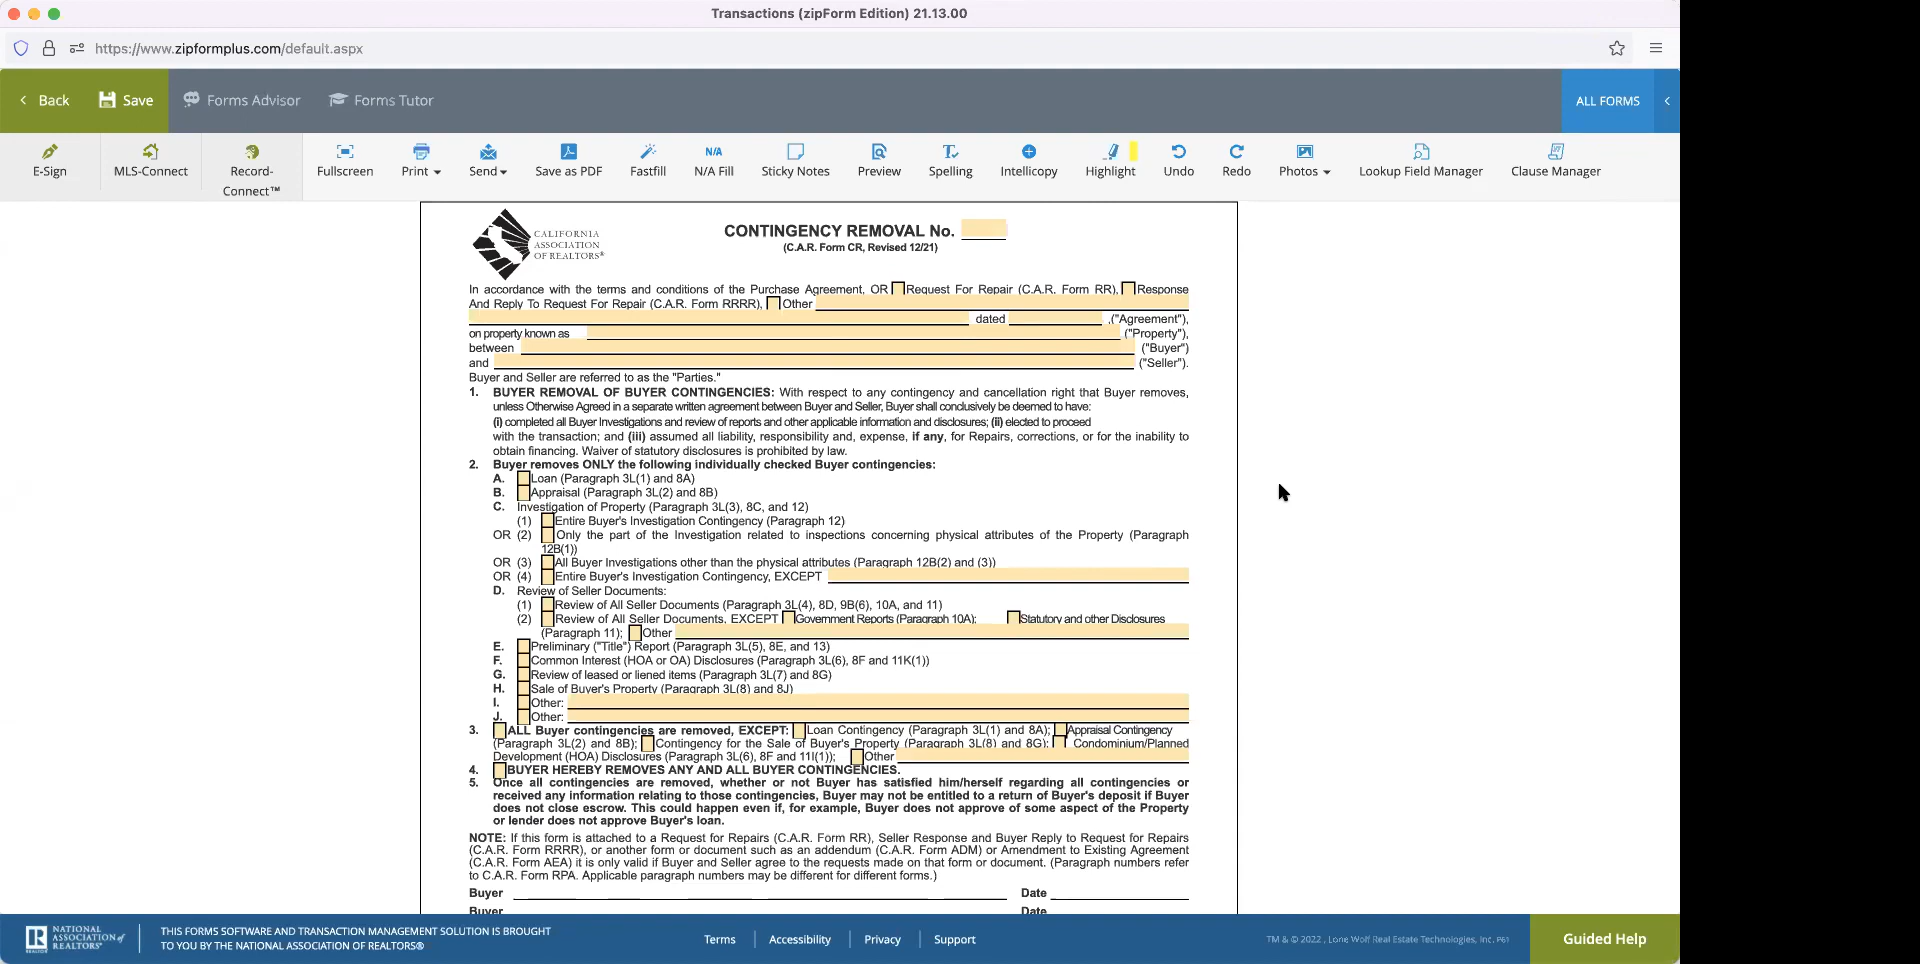 Transactions (zipForm Edition) 21.13.00
https://www.zipformplus.com/default.aspx
Back
Save
Forms Advisor
Forms Tutor
ALL FORMS
E-Sign
MLS-Connect
Record-
Connect™
Fullscreen
Print
Send
Save as PDF
Fastfill
N/A
N/A Fill
Sticky Notes
Preview
Spelling
Intellicopy
Highlight
Undo
Redo
Photos
Lookup Field Manager
Clause Manager
CALIFORNIA
ASSOCIATION
OF REALTORS®
CONTINGENCY REMOVAL No.
(C.A.R. Form CR, Revised 12/21)
In accordance with the terms and conditions of the Purchase Agreement, OR Request For Repair (C.A.R. Form RR), Response
And Reply To Request For Repair (C.A.R. Form RRRR), Other
dated ,("Agreement"),
on property known as ("Property"),
between ("Buyer")
and ("Seller").
Buyer and Seller are referred to as the "Parties."
1. BUYER REMOVAL OF BUYER CONTINGENCIES: With respect to any contingency and cancellation right that Buyer removes,
unless Otherwise Agreed in a separate written agreement between Buyer and Seller, Buyer shall conclusively be deemed to have:
(i) completed all Buyer Investigations and review of reports and other applicable information and disclosures; (ii) elected to proceed
with the transaction; and (iii) assumed all liability, responsibility and, expense, if any, for Repairs, corrections, or for the inability to
obtain financing. Waiver of statutory disclosures is prohibited by law.
2. Buyer removes ONLY the following individually checked Buyer contingencies:
A. Loan (Paragraph 3L(1) and 8A)
B. Appraisal (Paragraph 3L(2) and 8B)
C. Investigation of Property (Paragraph 3L(3), 8C, and 12)
(1) Entire Buyer's Investigation Contingency (Paragraph 12)
OR (2) Only the part of the Investigation related to inspections concerning physical attributes of the Property (Paragraph
12B(1))
OR (3) All Buyer Investigations other than the physical attributes (Paragraph 12B(2) and (3))
OR (4) Entire Buyer's Investigation Contingency, EXCEPT
D. Review of Seller Documents:
(1) Review of All Seller Documents (Paragraph 3L(4), 8D, 9B(6), 10A, and 11)
(2) Review of All Seller Documents, EXCEPT Government Reports (Paragraph 10A); Statutory and other Disclosures
(Paragraph 11); Other
E. Preliminary ("Title") Report (Paragraph 3L(5), 8E, and 13)
F. Common Interest (HOA or OA) Disclosures (Paragraph 3L(6), 8F and 11K(1))
G. Review of leased or liened items (Paragraph 3L(7) and 8G)
H. Sale of Buyer's Property (Paragraph 3L(8) and 8J)
I. Other:
J. Other:
3. ALL Buyer contingencies are removed, EXCEPT: Loan Contingency (Paragraph 3L(1) and 8A); Appraisal Contingency
(Paragraph 3L(2) and 8B); Contingency for the Sale of Buyer's Property (Paragraph 3L(8) and 8G); Condominium/Planned
Development (HOA) Disclosures (Paragraph 3L(6), 8F and 11I(1)); Other
4. BUYER HEREBY REMOVES ANY AND ALL BUYER CONTINGENCIES.
5. Once all contingencies are removed, whether or not Buyer has satisfied him/herself regarding all contingencies or
received any information relating to those contingencies, Buyer may not be entitled to a return of Buyer's deposit if Buyer
does not close escrow. This could happen even if, for example, Buyer does not approve of some aspect of the Property
or lender does not approve Buyer's loan.
NOTE: If this form is attached to a Request for Repairs (C.A.R. Form RR), Seller Response and Buyer Reply to Request for Repairs
(C.A.R. Form RRRR), or another form or document such as an addendum (C.A.R. Form ADM) or Amendment to Existing Agreement
(C.A.R. Form AEA) it is only valid if Buyer and Seller agree to the requests made on that form or document. (Paragraph numbers refer
to C.A.R. Form RPA. Applicable paragraph numbers may be different for different forms.)
Buyer Date
Buyer Date
NATIONAL
ASSOCIATION of
REALTORS®
THIS FORMS SOFTWARE AND TRANSACTION MANAGEMENT SOLUTION IS BROUGHT
TO YOU BY THE NATIONAL ASSOCIATION OF REALTORS®
Terms
Accessibility
Privacy
Support
TM & © 2022 , Lone Wolf Real Estate Technologies, Inc. P61
Guided Help